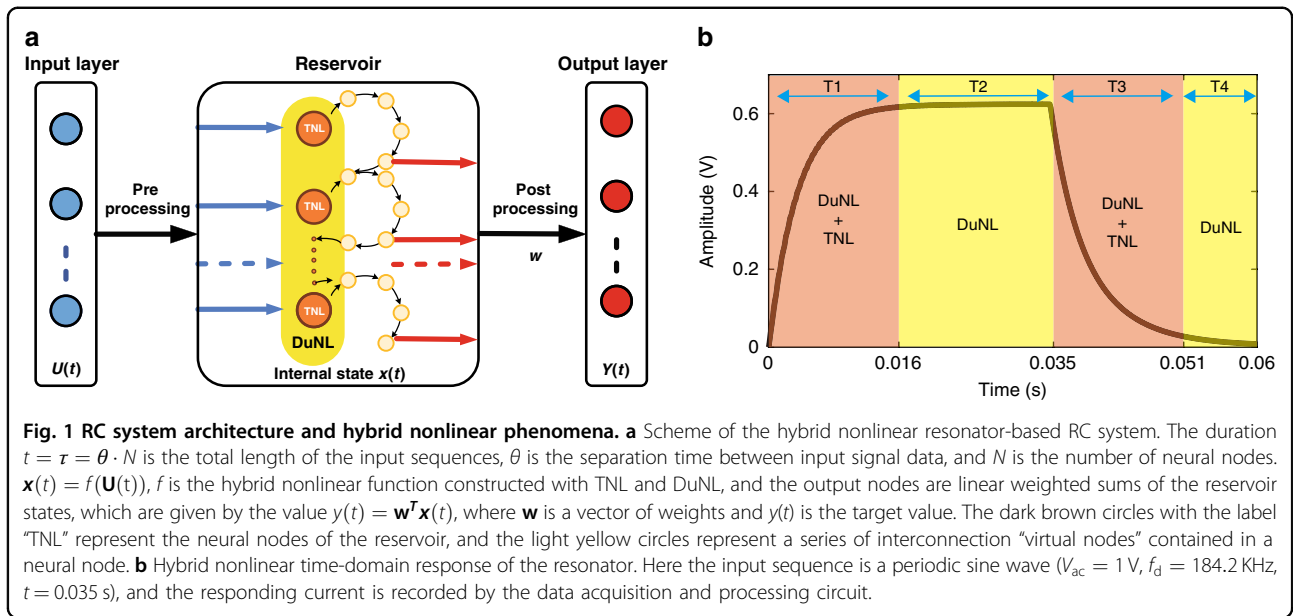 a
Input layer
Reservoir
Output layer
Pre
processing
TNL
TNL
TNL
DuNL
Post
processing
w
U(t)
Internal state x(t)
Y(t)
b
T1
T2
T3
T4
Amplitude (V)
0.6
0.4
0.2
0
DuNL
+
TNL
DuNL
DuNL
+
TNL
DuNL
0
0.016
0.035
0.051
0.06
Time (s)
Fig. 1 RC system architecture and hybrid nonlinear phenomena. a Scheme of the hybrid nonlinear resonator-based RC system. The duration
t = τ = θ · N is the total length of the input sequences, θ is the separation time between input signal data, and N is the number of neural nodes.
x(t) = f(U(t)), f is the hybrid nonlinear function constructed with TNL and DuNL, and the output nodes are linear weighted sums of the reservoir
states, which are given by the value y(t) = wᵀx(t), where w is a vector of weights and y(t) is the target value. The dark brown circles with the label
"TNL" represent the neural nodes of the reservoir, and the light yellow circles represent a series of interconnection "virtual nodes" contained in a
neural node. b Hybrid nonlinear time-domain response of the resonator. Here the input sequence is a periodic sine wave (Vac = 1 V, fd = 184.2 KHz,
t = 0.035 s), and the responding current is recorded by the data acquisition and processing circuit.